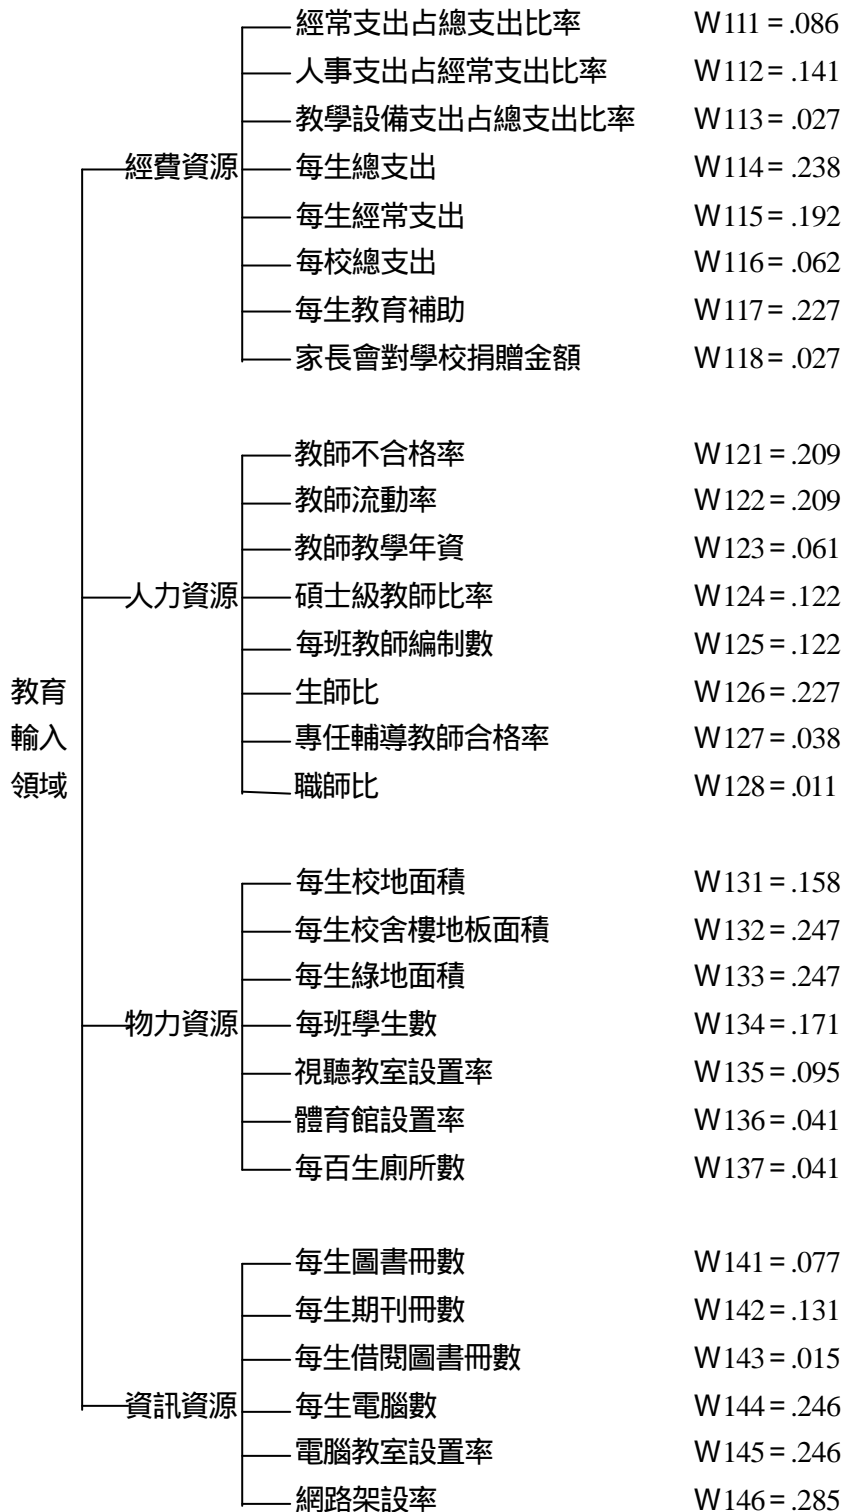 經常支出占總支出比率 W111 = .086
人事支出占經常支出比率 W112 = .141
教學設備支出占總支出比率 W113 = .027
經費資源 每生總支出 W114 = .238
每生經常支出 W115 = .192
每校總支出 W116 = .062
每生教育補助 W117 = .227
家長會對學校捐贈金額 W118 = .027
教師不合格率 W121 = .209
教師流動率 W122 = .209
教師教學年資 W123 = .061
人力資源 碩士級教師比率 W124 = .122
每班教師編制數 W125 = .122
教育 生師比 W126 = .227
輸入 專任輔導教師合格率 W127 = .038
領域 職師比 W128 = .011
每生校地面積 W131 = .158
每生校舍樓地板面積 W132 = .247
每生綠地面積 W133 = .247
物力資源 每班學生數 W134 = .171
視聽教室設置率 W135 = .095
體育館設置率 W136 = .041
每百生廁所數 W137 = .041
每生圖書冊數 W141 = .077
每生期刊冊數 W142 = .131
每生借閱圖書冊數 W143 = .015
資訊資源 每生電腦數 W144 = .246
電腦教室設置率 W145 = .246
網路架設率 W146 = .285